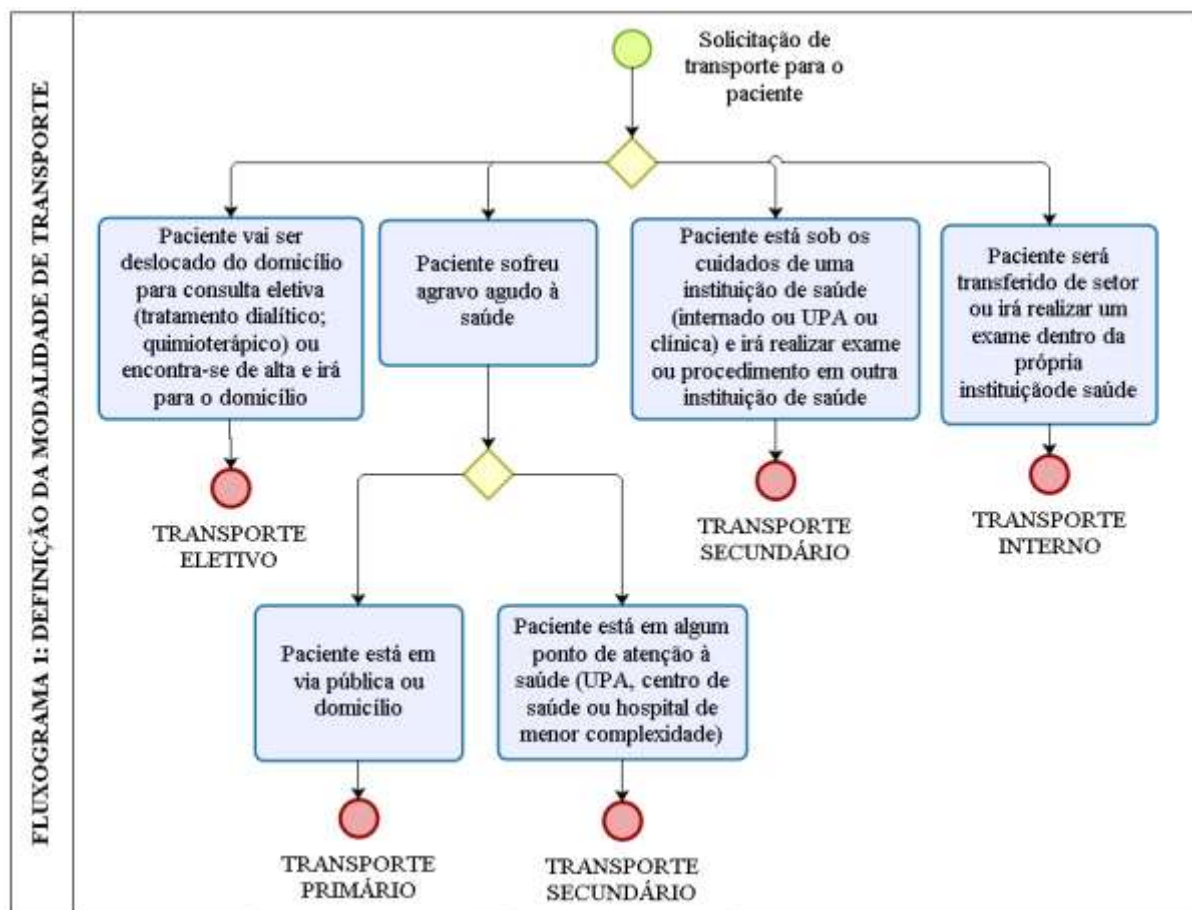 FLUXOGRAMA 1: DEFINIÇÃO DA MODALIDADE DE TRANSPORTE
Solicitação de
transporte para o
paciente
Paciente vai ser
deslocado do domicílio
para consulta eletiva
(tratamento dialítico;
quimioterápico) ou
encontra-se de alta e irá
para o domicílio
Paciente sofreu
agravo agudo à
saúde
Paciente está sob os
cuidados de uma
instituição de saúde
(internado ou UPA ou
clínica) e irá realizar exame
ou procedimento em outra
instituição de saúde
Paciente será
transferido de setor
ou irá realizar um
exame dentro da
própria
instituiçãode saúde
TRANSPORTE
ELETIVO
TRANSPORTE
SECUNDÁRIO
TRANSPORTE
INTERNO
Paciente está em
via pública ou
domicílio
Paciente está em algum
ponto de atenção à
saúde (UPA, centro de
saúde ou hospital de
menor complexidade)
TRANSPORTE
PRIMÁRIO
TRANSPORTE
SECUNDÁRIO